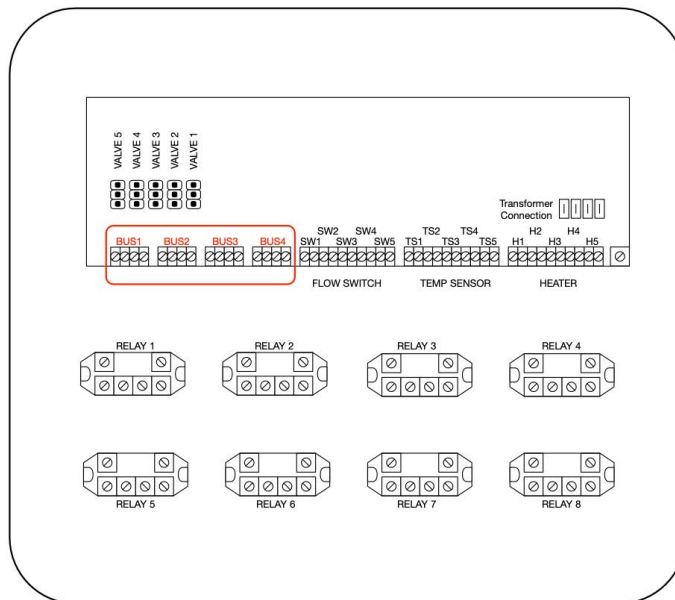 VALVE 5
VALVE 4
VALVE 3
VALVE 2
VALVE 1
Transformer
Connection
SW2 SW4 TS2 TS4 H2 H4
BUS1 BUS2 BUS3 BUS4 SW1 SW3 SW5 TS1 TS3 TS5 H1 H3 H5
FLOW SWITCH TEMP SENSOR HEATER
RELAY 1 RELAY 2 RELAY 3 RELAY 4
RELAY 5 RELAY 6 RELAY 7 RELAY 8